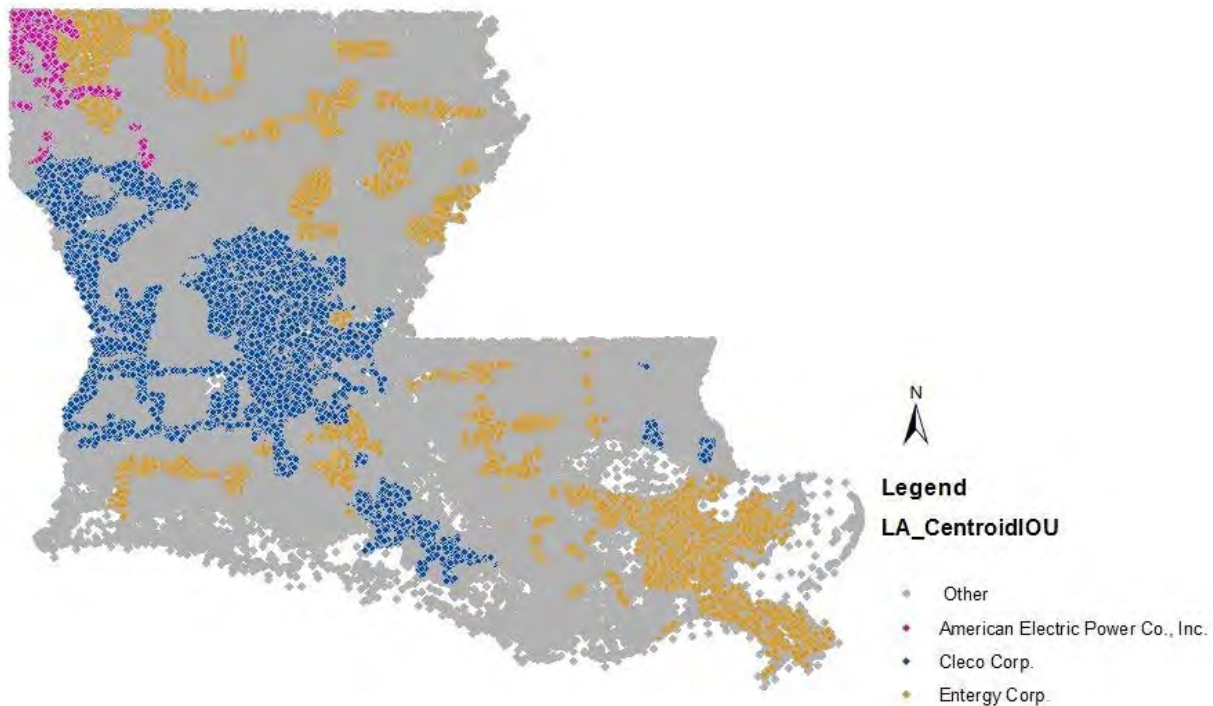 N
Legend
LA_CentroidIOU
Other
American Electric Power Co., Inc.
Cleco Corp.
Entergy Corp.